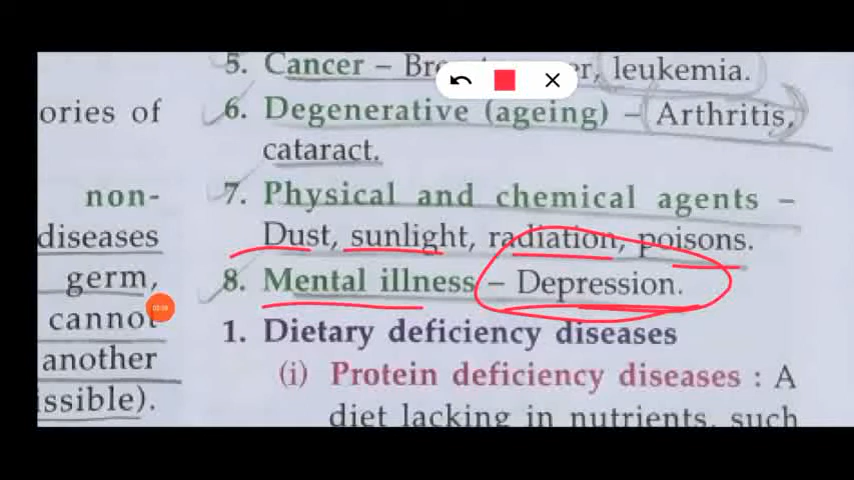 ories of
non-
diseases
germ,
cannot
another
issible).
5. Cancer – er, leukemia.
6. Degenerative (ageing) – Arthritis,
cataract.
7. Physical and chemical agents –
Dust, sunlight, radiation, poisons.
8. Mental illness – Depression.
1. Dietary deficiency diseases
(i) Protein deficiency diseases : A
diet lacking in nutrients, such